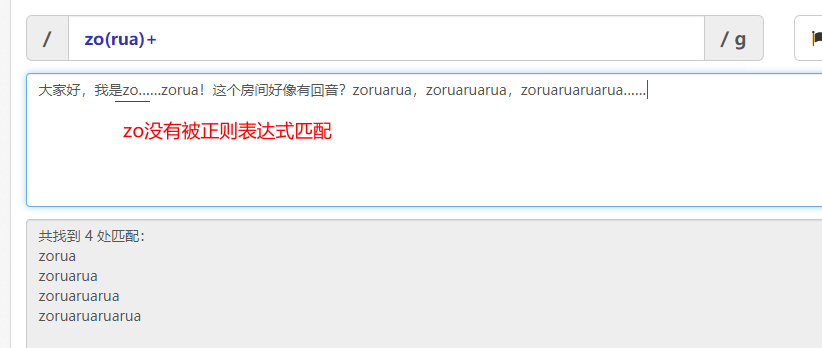 / zo(rua)+ / g
大家好，我是zo......zorua！这个房间好像有回音？zoruarua，zoruaruarua，zoruaruaruarua......
zo没有被正则表达式匹配
共找到 4 处匹配：
zorua
zoruarua
zoruaruarua
zoruaruaruarua